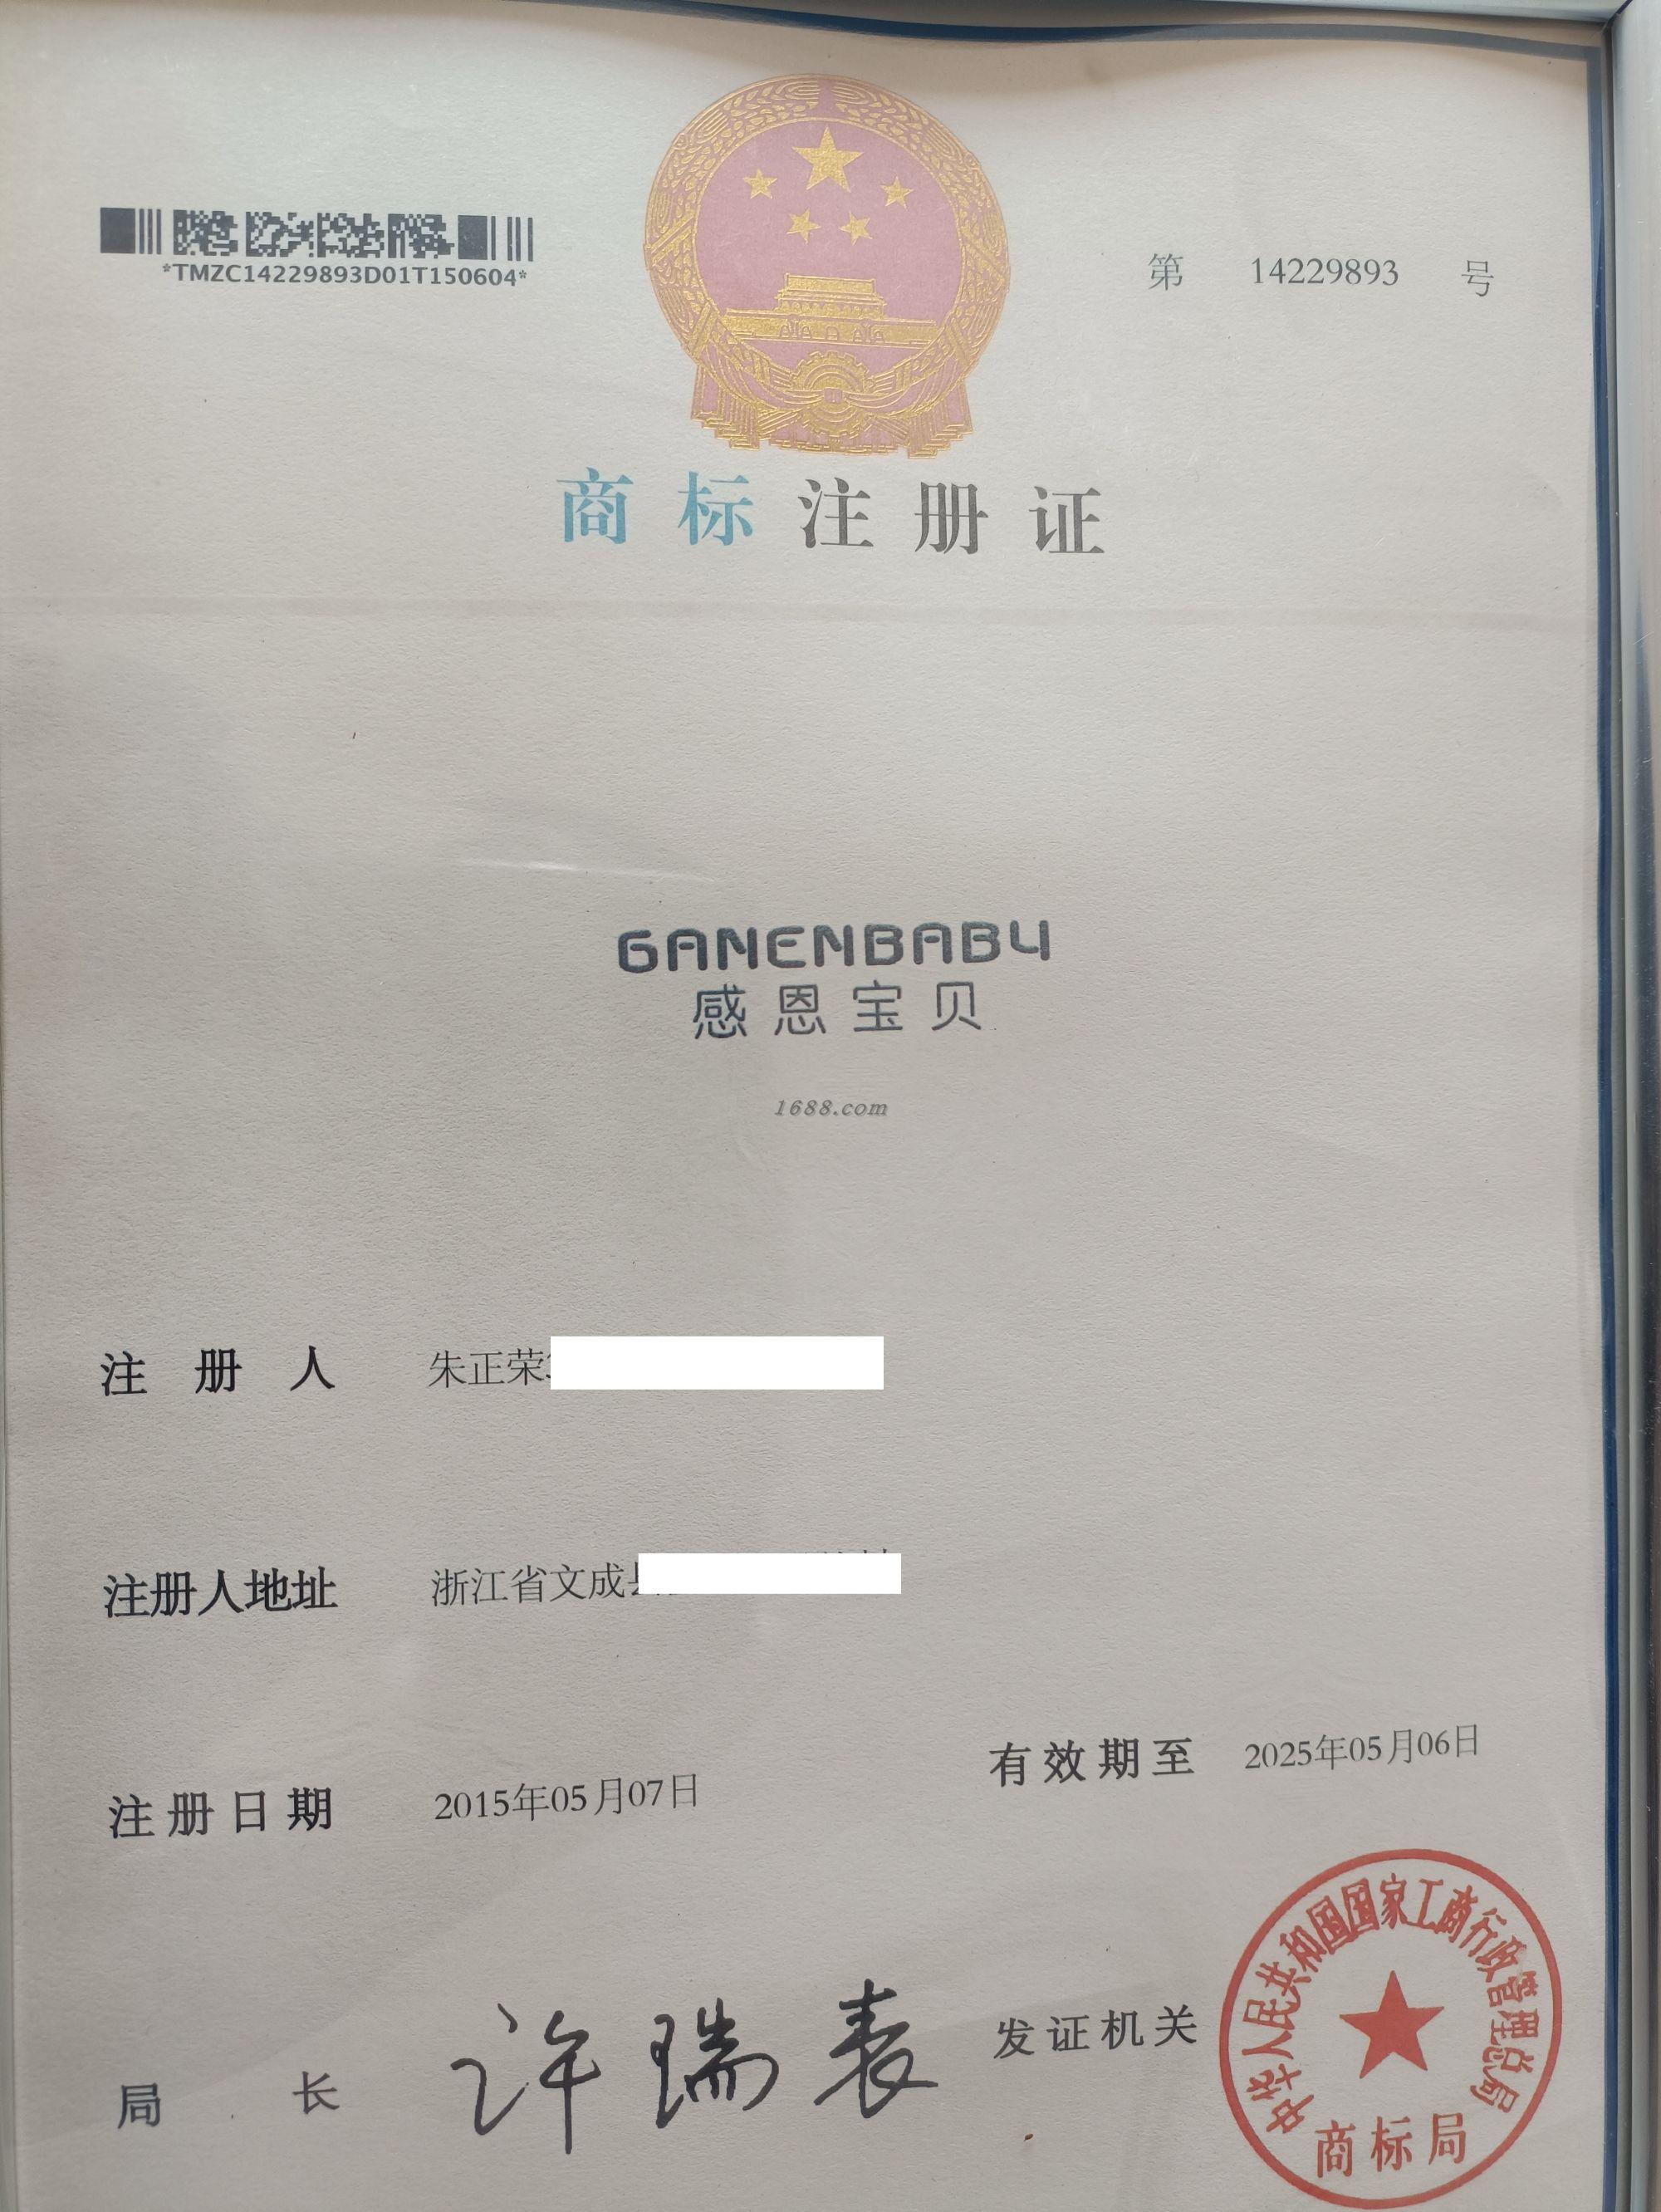 *TMZC14229893D01T150604*
第 14229893 号
商标注册证
GANENBABY
感恩宝贝
1688.com
注册人 朱正荣
注册人地址 浙江省文成
注册日期 2015年05月07日
有效期至 2025年05月06日
局长 许瑞表
发证机关
中华人民共和国国家工商行政管理总局
商标局